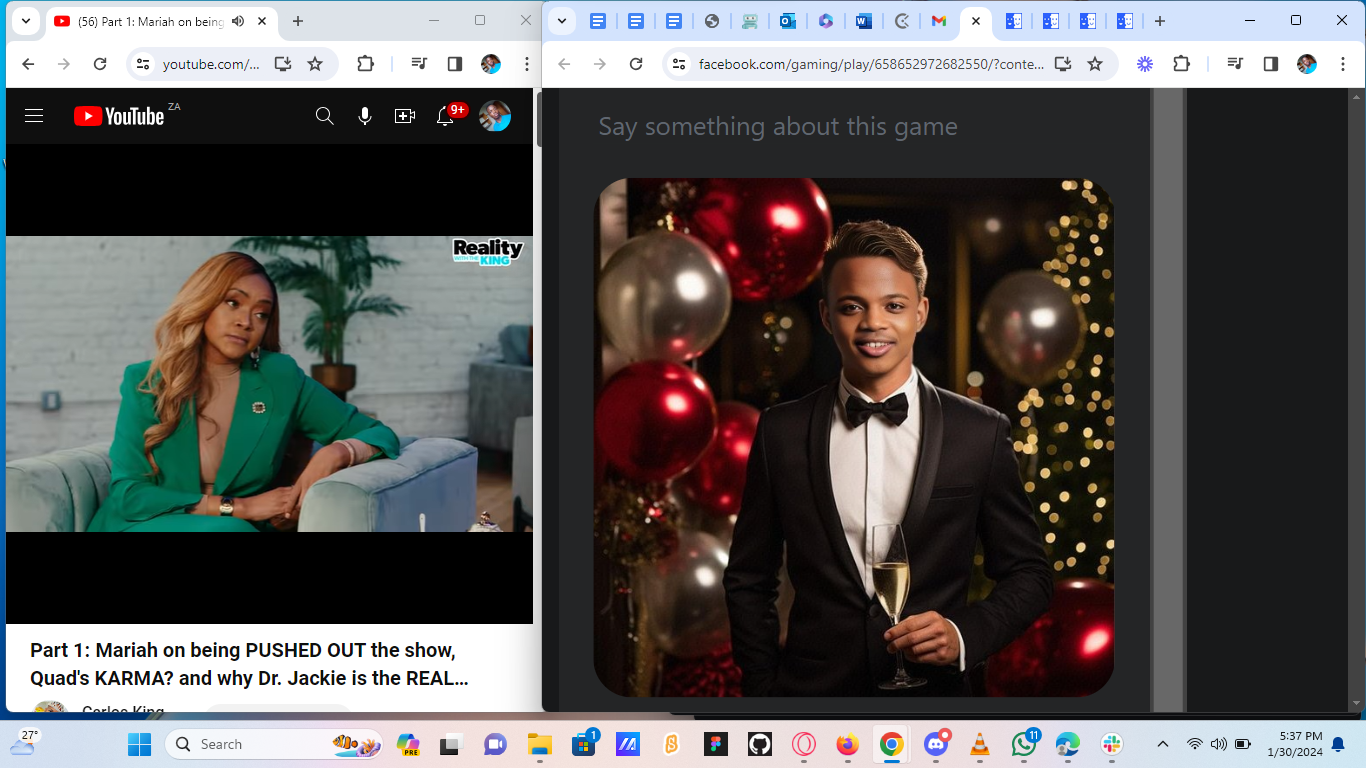 (56) Part 1: Mariah on being
youtube.com/...
YouTube ZA
9+
Reality
WITH THE KING
Part 1: Mariah on being PUSHED OUT the show,
Quad's KARMA? and why Dr. Jackie is the REAL...
Carlos King
facebook.com/gaming/play/658652972682550/?conte...
Say something about this game
27°
Search
PRE
1
11
5:37 PM
1/30/2024